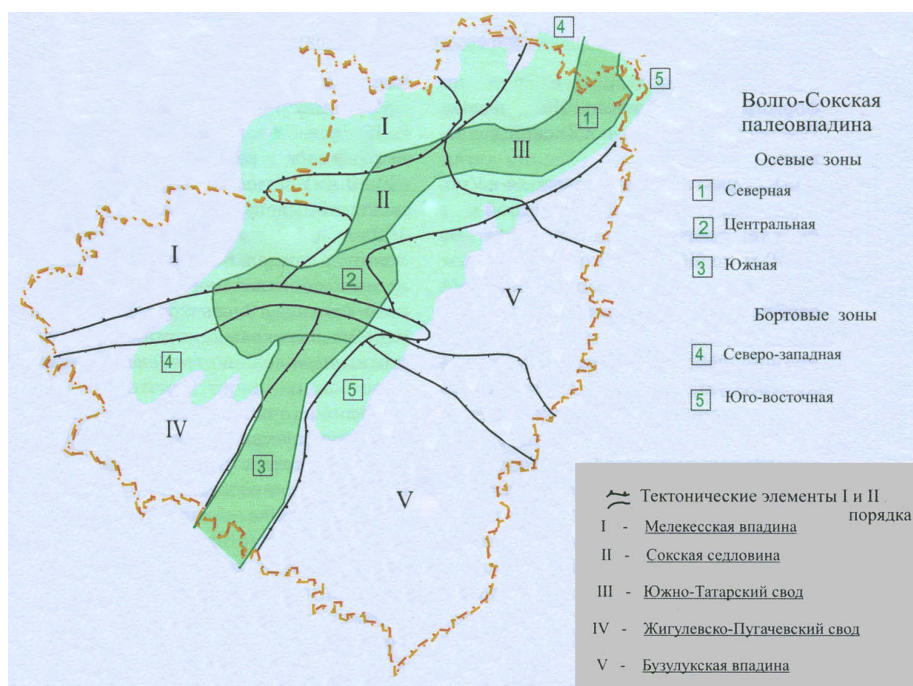 4
5
I
1
III
II
I
2
V
4
5
IV
3
V
Волго-Сокская
палеовпадина
Осевые зоны
1 Северная
2 Центральная
3 Южная
Бортовые зоны
4 Северо-западная
5 Юго-восточная
Тектонические элементы I и II
порядка
I - Мелекесская впадина
II - Сокская седловина
III - Южно-Татарский свод
IV - Жигулевско-Пугачевский свод
V - Бузулукская впадина